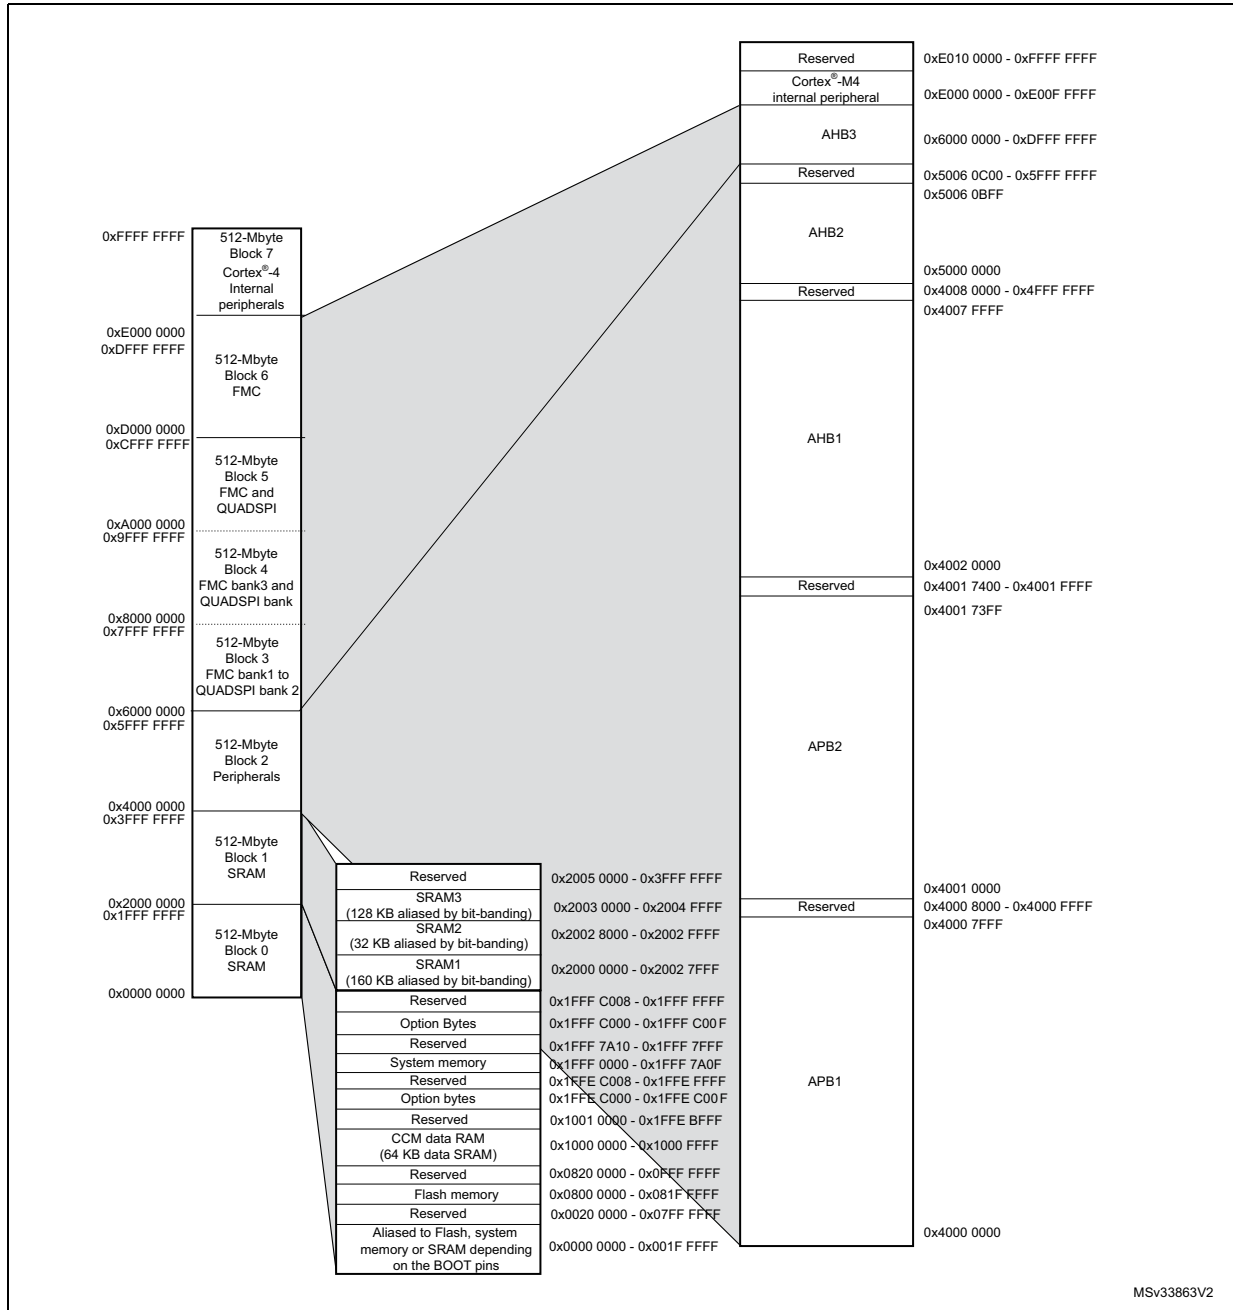 Reserved 0xE010 0000 - 0xFFFF FFFF
Cortex®-M4
internal peripheral 0xE000 0000 - 0xE00F FFFF
AHB3 0x6000 0000 - 0xDFFF FFFF
Reserved 0x5006 0C00 - 0x5FFF FFFF
0x5006 0BFF
AHB2
0x5000 0000
Reserved 0x4008 0000 - 0x4FFF FFFF
0x4007 FFFF
AHB1
0x4002 0000
Reserved 0x4001 7400 - 0x4001 FFFF
0x4001 73FF
APB2
0x4001 0000
Reserved 0x4000 8000 - 0x4000 FFFF
0x4000 7FFF
APB1
0x4000 0000
0xFFFF FFFF
512-Mbyte
Block 7
Cortex®-4
Internal
peripherals
0xE000 0000
0xDFFF FFFF
512-Mbyte
Block 6
FMC
0xD000 0000
0xCFFF FFFF
512-Mbyte
Block 5
FMC and
QUADSPI
0xA000 0000
0x9FFF FFFF
512-Mbyte
Block 4
FMC bank3 and
QUADSPI bank
0x8000 0000
0x7FFF FFFF
512-Mbyte
Block 3
FMC bank1 to
QUADSPI bank 2
0x6000 0000
0x5FFF FFFF
512-Mbyte
Block 2
Peripherals
0x4000 0000
0x3FFF FFFF
512-Mbyte
Block 1
SRAM
0x2000 0000
0x1FFF FFFF
512-Mbyte
Block 0
SRAM
0x0000 0000
Reserved 0x2005 0000 - 0x3FFF FFFF
SRAM3
(128 KB aliased by bit-banding) 0x2003 0000 - 0x2004 FFFF
SRAM2
(32 KB aliased by bit-banding) 0x2002 8000 - 0x2002 FFFF
SRAM1
(160 KB aliased by bit-banding) 0x2000 0000 - 0x2002 7FFF
Reserved 0x1FFF C008 - 0x1FFF FFFF
Option Bytes 0x1FFF C000 - 0x1FFF C00F
Reserved 0x1FFF 7A10 - 0x1FFF 7FFF
System memory 0x1FFF 0000 - 0x1FFF 7A0F
Reserved 0x1FFE C008 - 0x1FFE FFFF
Option bytes 0x1FFE C000 - 0x1FFE C00F
Reserved 0x1001 0000 - 0x1FFE BFFF
CCM data RAM
(64 KB data SRAM) 0x1000 0000 - 0x1000 FFFF
Reserved 0x0820 0000 - 0x0FFF FFFF
Flash memory 0x0800 0000 - 0x081F FFFF
Reserved 0x0020 0000 - 0x07FF FFFF
Aliased to Flash, system
memory or SRAM depending 0x0000 0000 - 0x001F FFFF
on the BOOT pins
MSv33863V2